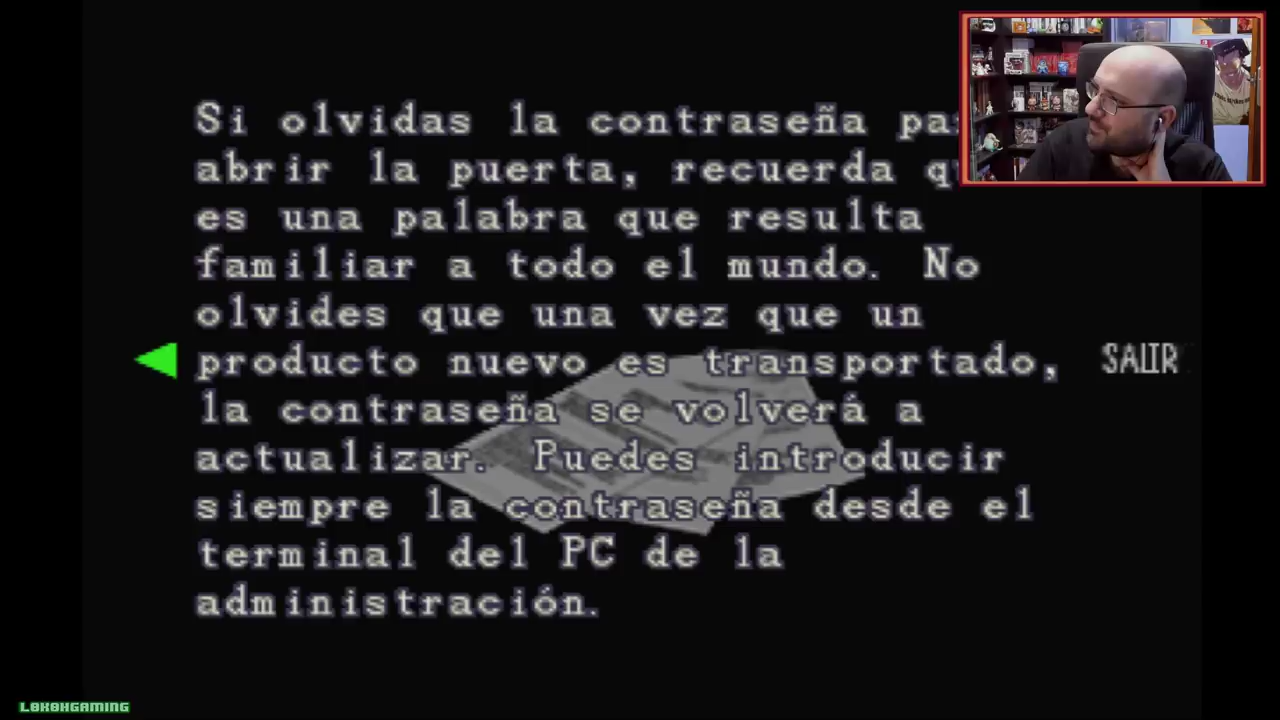 Si olvidas la contraseña
abrir la puerta, recuerda
es una palabra que resulta
familiar a todo el mundo. No
olvides que una vez que un
producto nuevo es transportado,
SALIR
la contraseña se volverá a
actualizar. Puedes introducir
siempre la contraseña desde el
terminal del PC de la
administración.
L0K0XGAMING